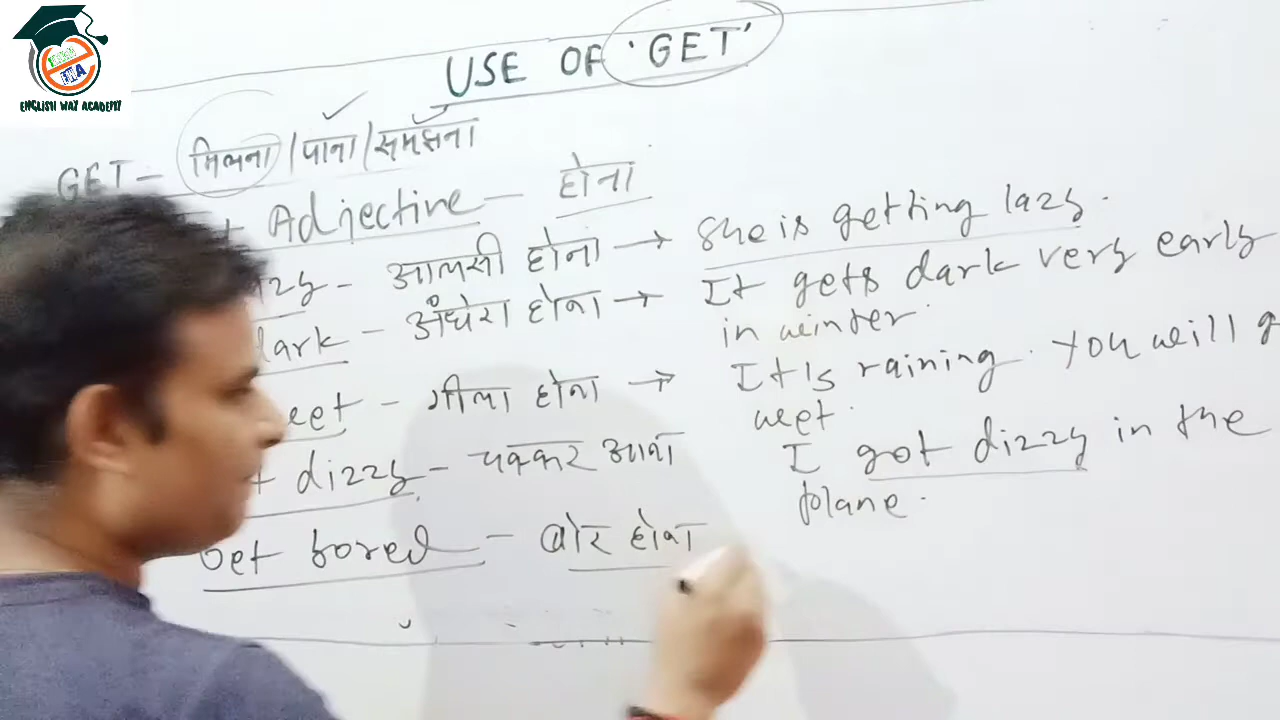 ENGLISH WAY ACADEMY
USE OF 'GET'
GET - मिलना / पाना / समझना
Adjective - होना
आलसी होना → She is getting lazy.
dark - अँधेरा होना → It gets dark very early
in winter.
गीला होना → It is raining. You will
wet.
dizzy - चक्कर आना I got dizzy in the
plane.
Get bored - बोर होना